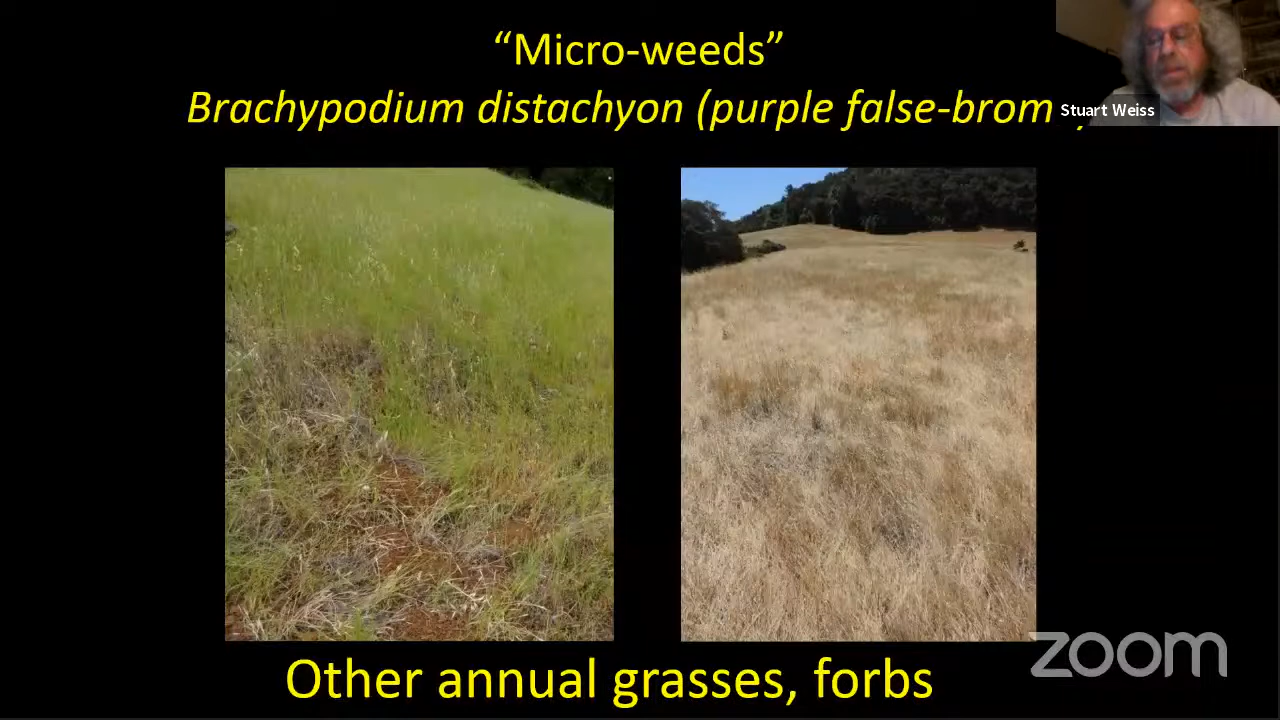 “Micro-weeds”
Brachypodium distachyon (purple false-brom
Stuart Weiss
Other annual grasses, forbs
zoom